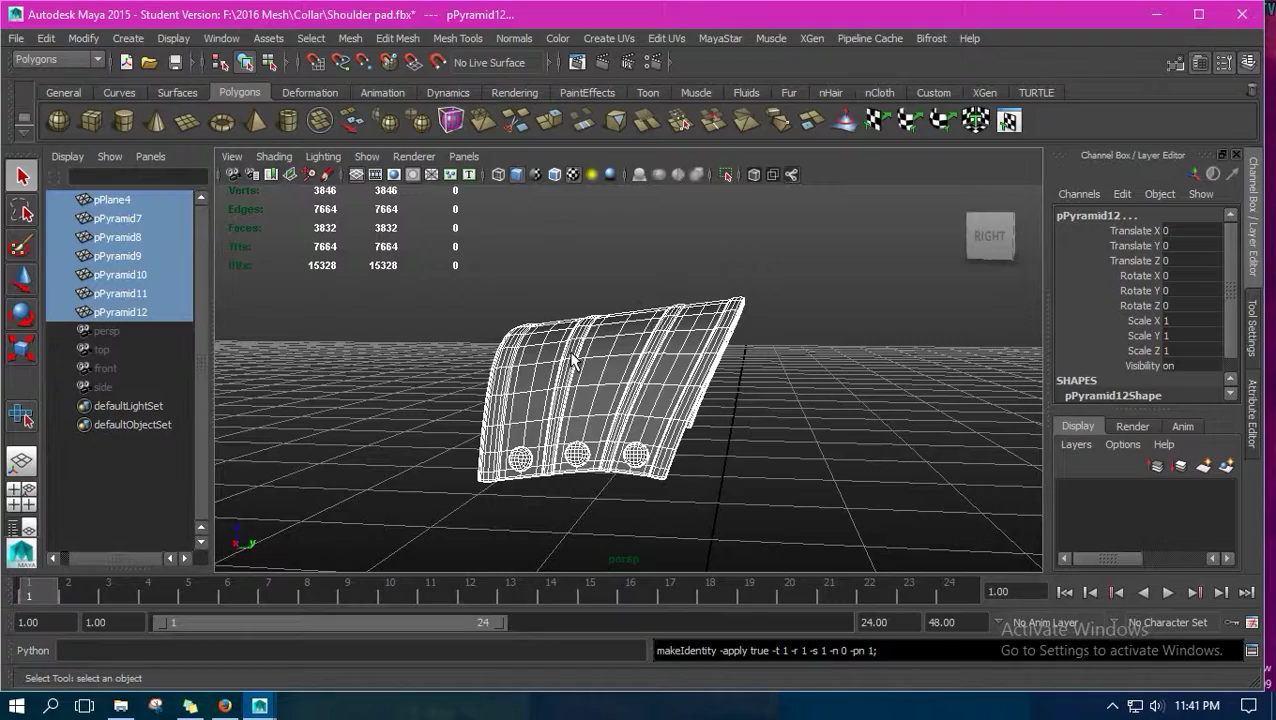 Autodesk Maya 2015 - Student Version: F:\2016 Mesh\Collar\Shoulder pad.fbx* --- pPyramid12...
File Edit Modify Create Display Window Assets Select Mesh Edit Mesh Mesh Tools Normals Color Create UVs Edit UVs MayaStar Muscle XGen Pipeline Cache Bifrost Help
Polygons No Live Surface
General Curves Surfaces Polygons Deformation Animation Dynamics Rendering PaintEffects Toon Muscle Fluids Fur nHair nCloth Custom XGen TURTLE
Display Show Panels
View Shading Lighting Show Renderer Panels
Channel Box / Layer Editor
Channels Edit Object Show
pPlane4
pPyramid7
pPyramid8
pPyramid9
pPyramid10
pPyramid11
pPyramid12
persp
top
front
side
defaultLightSet
defaultObjectSet
Verts: 3846 3846 0
Edges: 7664 7664 0
Faces: 3832 3832 0
Tris: 7664 7664 0
UVs: 15328 15328 0
RIGHT
persp
pPyramid12 ...
Translate X 0
Translate Y 0
Translate Z 0
Rotate X 0
Rotate Y 0
Rotate Z 0
Scale X 1
Scale Y 1
Scale Z 1
Visibility on
SHAPES
pPyramid12Shape
Display Render Anim
Layers Options Help
Channel Box / Layer Editor
Tool Settings
Attribute Editor
1 2 3 4 5 6 7 8 9 10 11 12 13 14 15 16 17 18 19 20 21 22 23 24
1 1.00
1.00 1.00 1 24 24.00 48.00 No Anim Layer No Character Set
Activate Windows
Go to Settings to activate Windows.
Python makeIdentity -apply true -t 1 -r 1 -s 1 -n 0 -pn 1;
Select Tool: select an object
11:41 PM